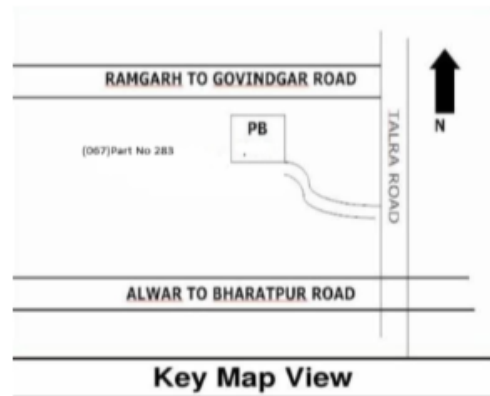 RAMGARH TO GOVINDGAR ROAD
PB
N
(067)Part No 283
TALRA ROAD
ALWAR TO BHARATPUR ROAD
Key Map View